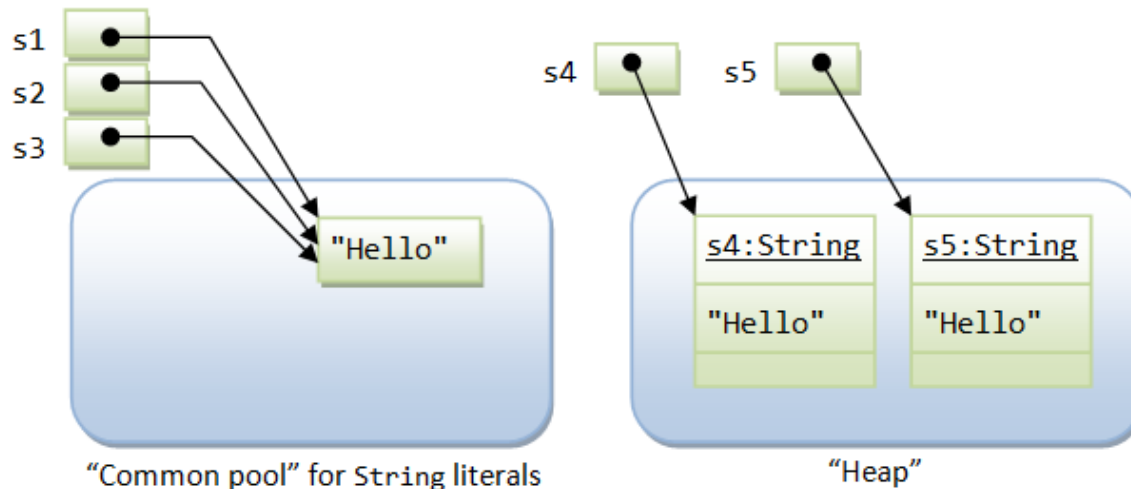 s1
s2
s3
"Hello"
“Common pool” for String literals
s4
s5
s4:String
s5:String
"Hello"
"Hello"
“Heap”